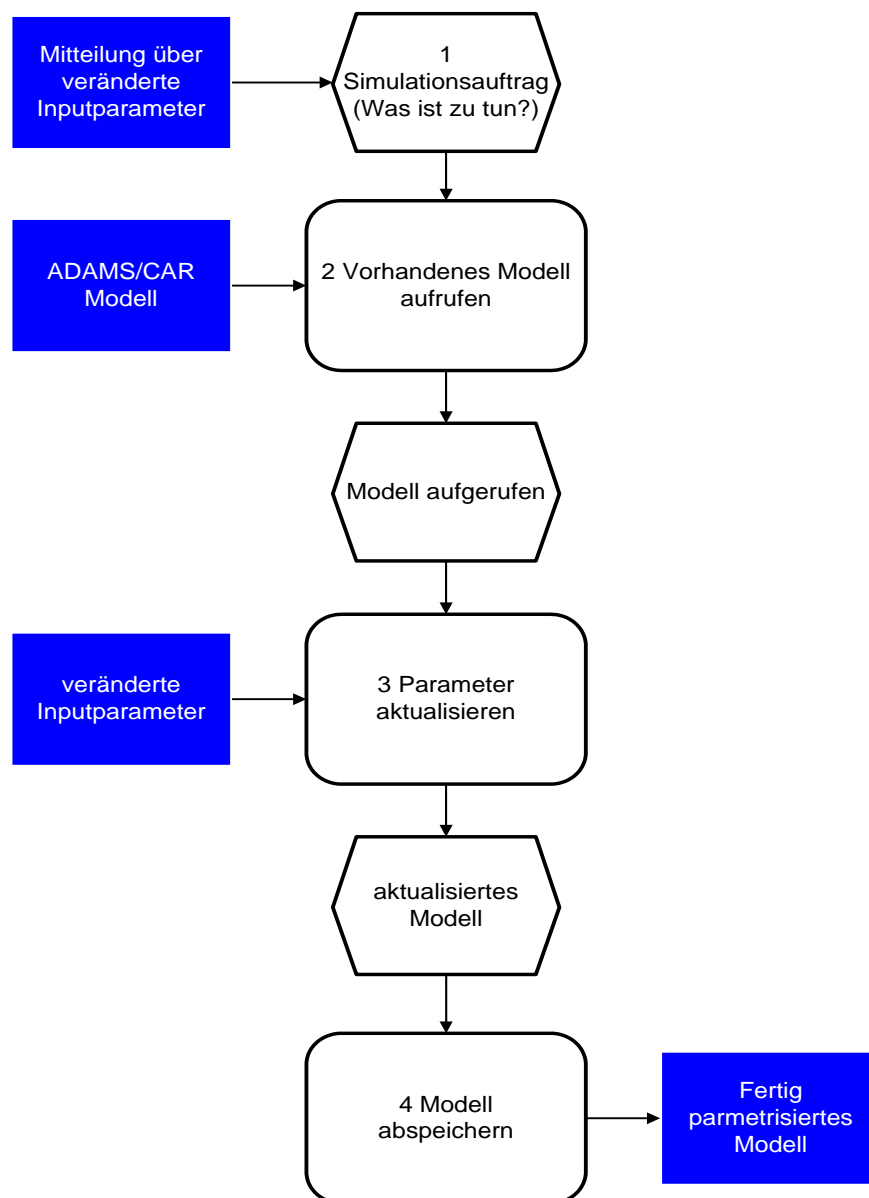 Mitteilung über
veränderte
Inputparameter
1
Simulationsauftrag
(Was ist zu tun?)
ADAMS/CAR
Modell
2 Vorhandenes Modell
aufrufen
Modell aufgerufen
veränderte
Inputparameter
3 Parameter
aktualisieren
aktualisiertes
Modell
4 Modell
abspeichern
Fertig
parmetrisiertes
Modell